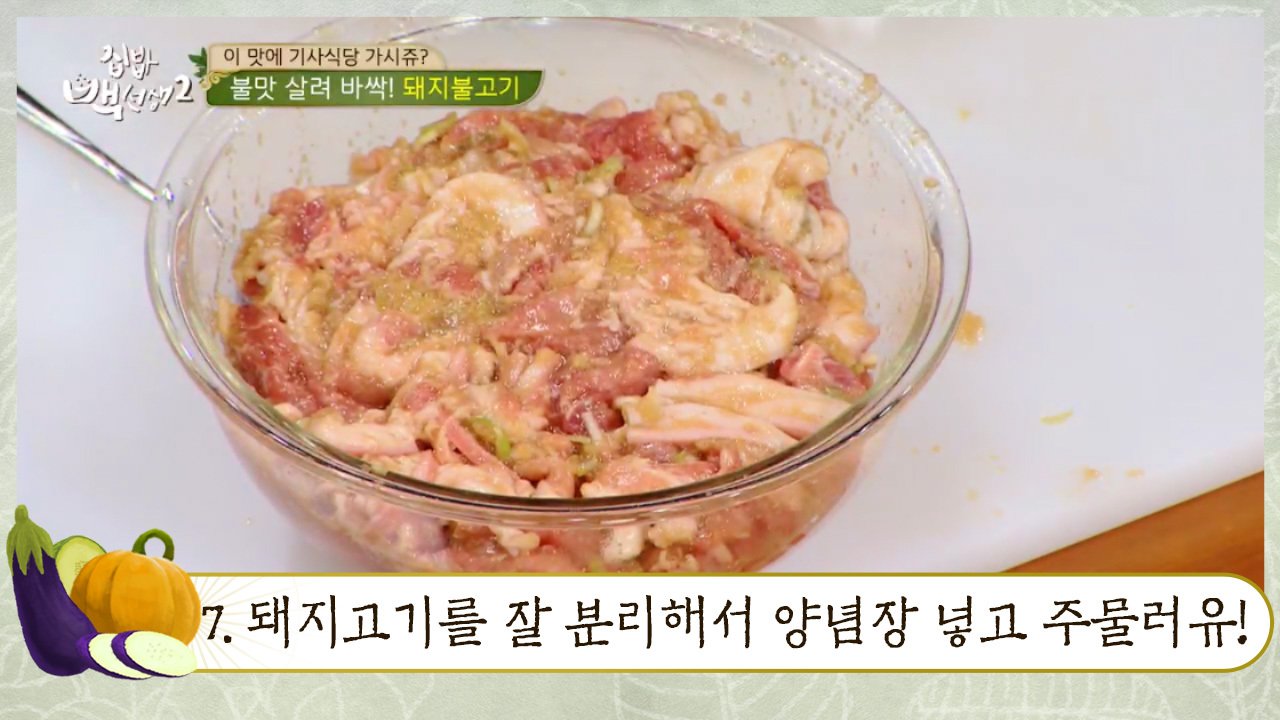 집밥
백선생2
이 맛에 기사식당 가시쥬?
불맛 살려 바싹! 돼지불고기
7. 돼지고기를 잘 분리해서 양념장 넣고 주물러유!